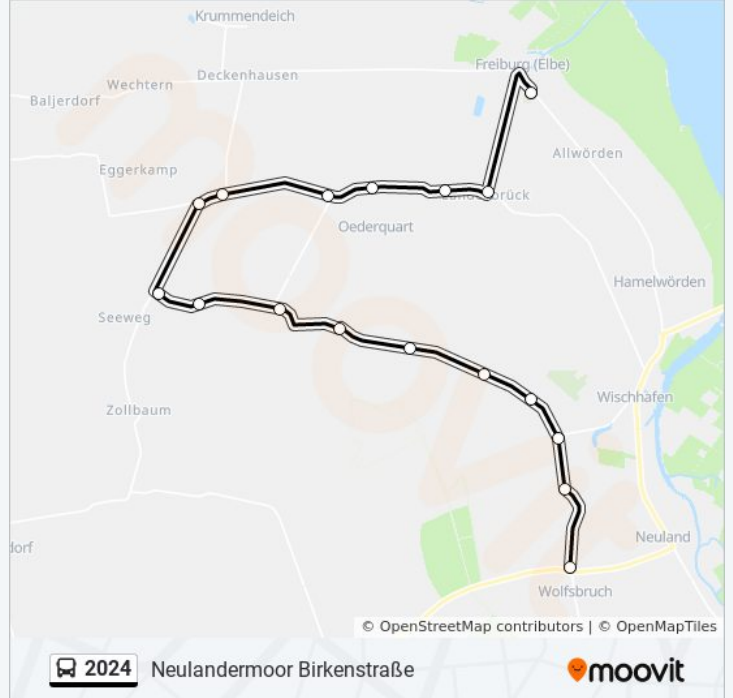 Krummendeich
Freiburg (Elbe)
Deckenhausen
Wechtern
Baljerdorf
Allwörden
Eggerkamp
Oederquart
Hamelwörden
Seeweg
Wischhafen
Zollbaum
Neuland
dorf
Wolfsbruch
© OpenStreetMap contributors | © OpenMapTiles
2024 Neulandermoor Birkenstraße
moovit